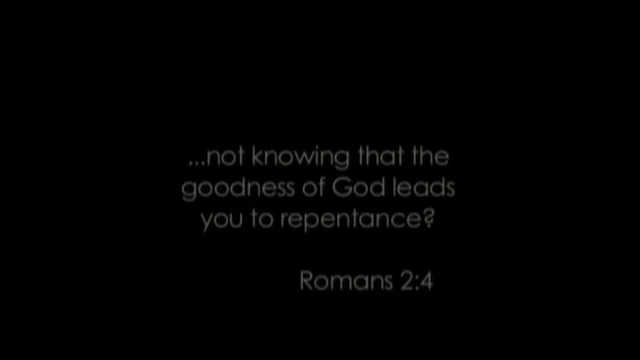 ...not knowing that the
goodness of God leads
you to repentance?
Romans 2:4